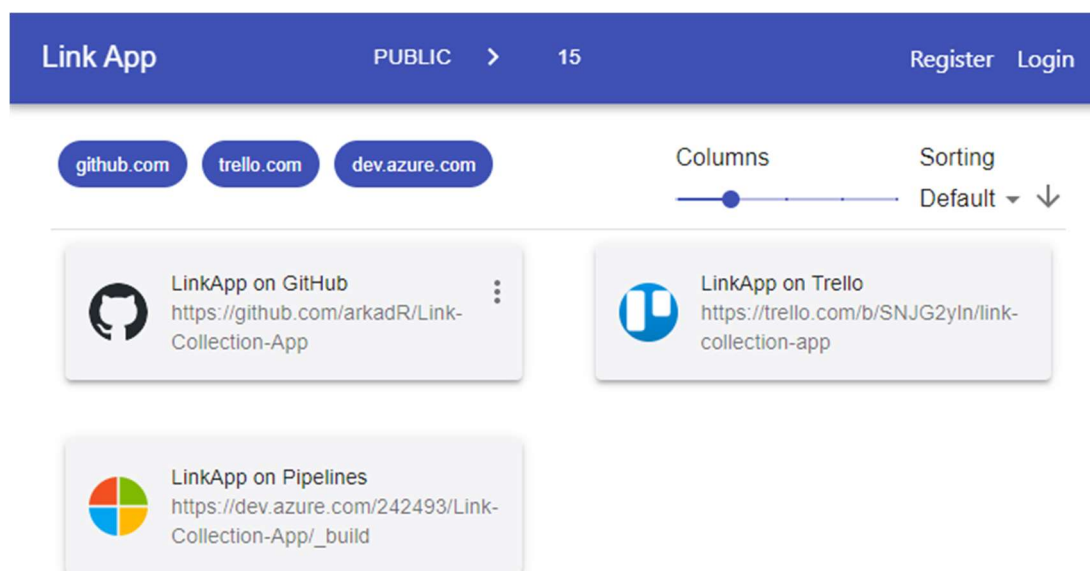 Link App
PUBLIC > 15
Register Login
github.com trello.com dev.azure.com
Columns
Sorting
Default
LinkApp on GitHub
https://github.com/arkadR/Link-
Collection-App
LinkApp on Trello
https://trello.com/b/SNJG2yln/link-
collection-app
LinkApp on Pipelines
https://dev.azure.com/242493/Link-
Collection-App/_build